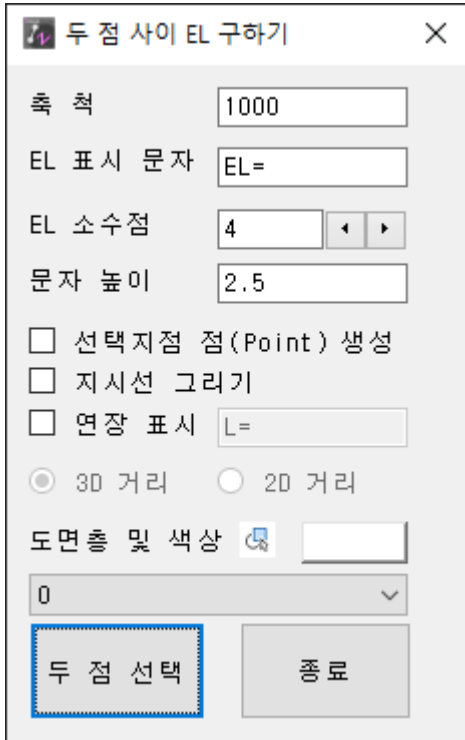 두 점 사이 EL 구하기
축 척 1000
EL 표시 문자 EL=
EL 소수점 4
문자 높이 2.5
선택지점 점(Point) 생성
지시선 그리기
연장 표시 L=
3D 거리 2D 거리
도면층 및 색상
0
두 점 선택 종료